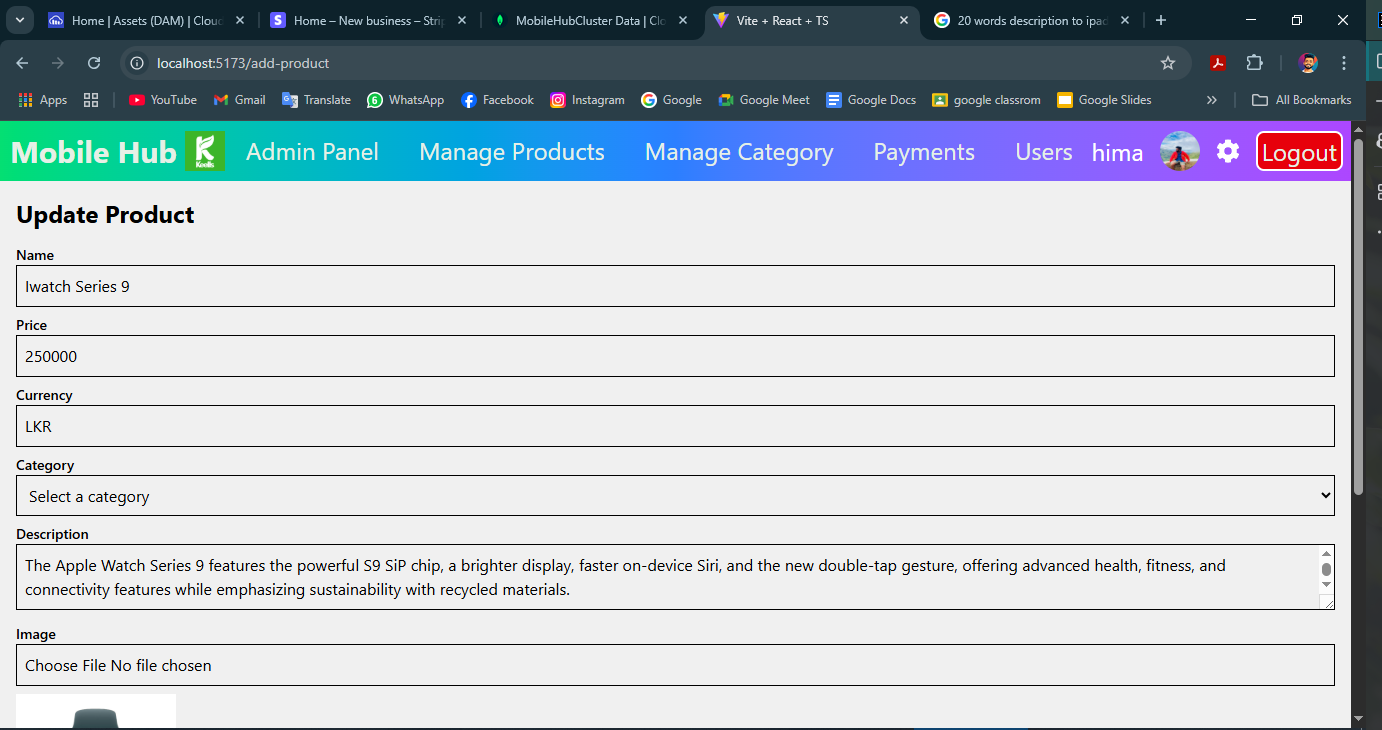 Home | Assets (DAM) | Cloud
Home – New business – Strip
MobileHubCluster Data | Clo
Vite + React + TS
20 words description to ipad
localhost:5173/add-product
Apps
YouTube
Gmail
Translate
6
WhatsApp
Facebook
Instagram
Google
Google Meet
Google Docs
google classrom
Google Slides
All Bookmarks
Mobile Hub
Keells
Admin Panel
Manage Products
Manage Category
Payments
Users
hima
Logout
Update Product
Name
Iwatch Series 9
Price
250000
Currency
LKR
Category
Select a category
Description
The Apple Watch Series 9 features the powerful S9 SiP chip, a brighter display, faster on-device Siri, and the new double-tap gesture, offering advanced health, fitness, and
connectivity features while emphasizing sustainability with recycled materials.
Image
Choose File No file chosen